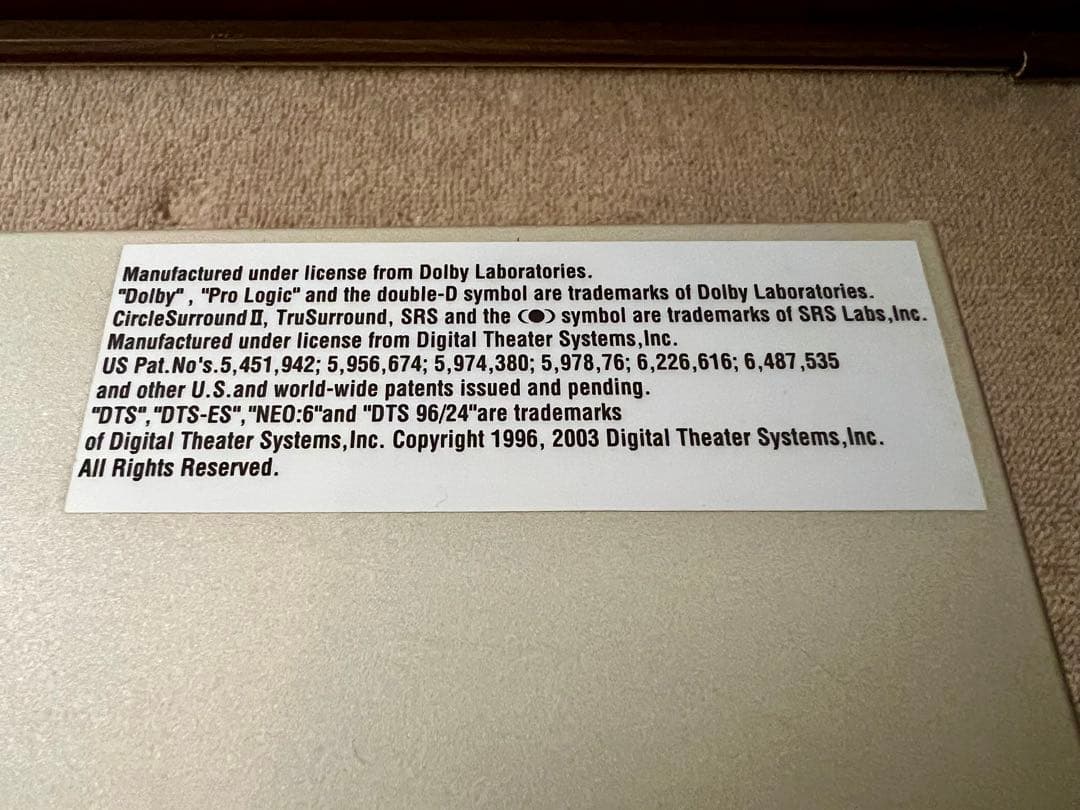 Manufactured under license from Dolby Laboratories.
"Dolby", "Pro Logic" and the double-D symbol are trademarks of Dolby Laboratories.
CircleSurround II, TruSurround, SRS and the (●) symbol are trademarks of SRS Labs,Inc.
Manufactured under license from Digital Theater Systems,Inc.
US Pat.No's.5,451,942; 5,956,674; 5,974,380; 5,978,76; 6,226,616; 6,487,535
and other U.S.and world-wide patents issued and pending.
"DTS","DTS-ES","NEO:6"and "DTS 96/24"are trademarks
of Digital Theater Systems,Inc. Copyright 1996, 2003 Digital Theater Systems,Inc.
All Rights Reserved.